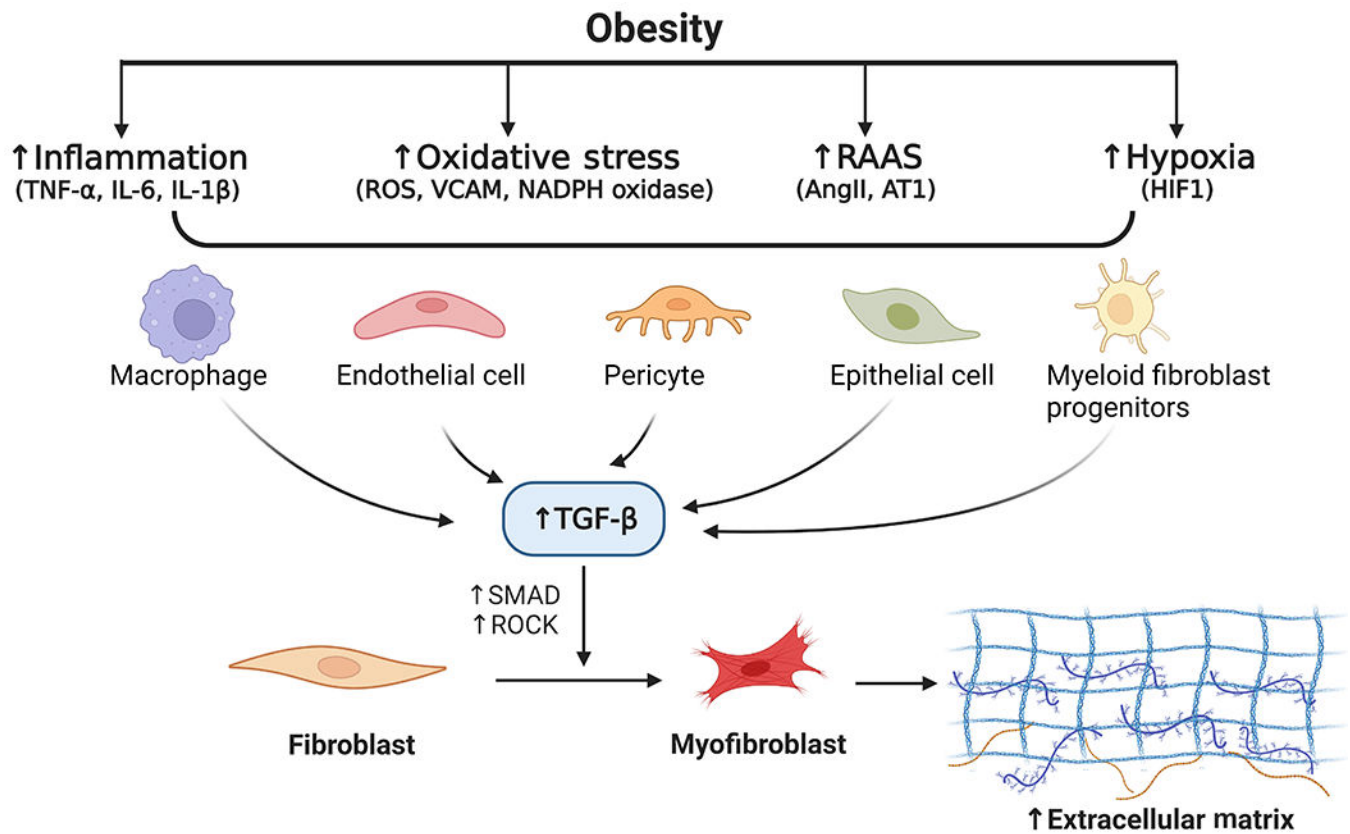 Obesity
↑Inflammation
(TNF-α, IL-6, IL-1β)
↑Oxidative stress
(ROS, VCAM, NADPH oxidase)
↑RAAS
(AngII, AT1)
↑Hypoxia
(HIF1)
Macrophage
Endothelial cell
Pericyte
Epithelial cell
Myeloid fibroblast
progenitors
↑TGF-β
↑SMAD
↑ROCK
Fibroblast
Myofibroblast
↑Extracellular matrix